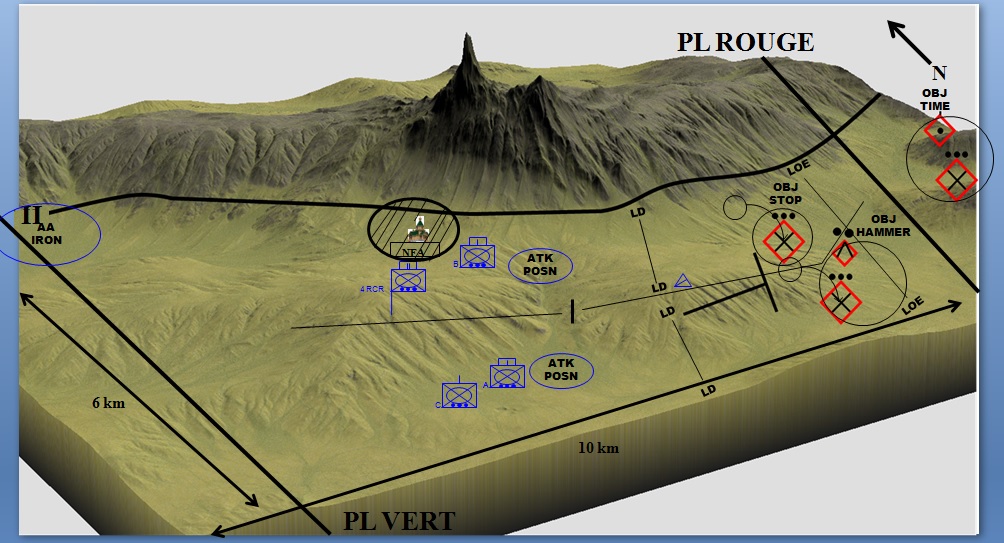 PL ROUGE
N
OBJ
TIME
LOE
OBJ
STOP
LD
II
AA
IRON
OBJ
HAMMER
NFA
B
ATK
POSN
4 RCR
LD
LD
LOE
ATK
POSN
A
C
LD
6 km
10 km
PL VERT